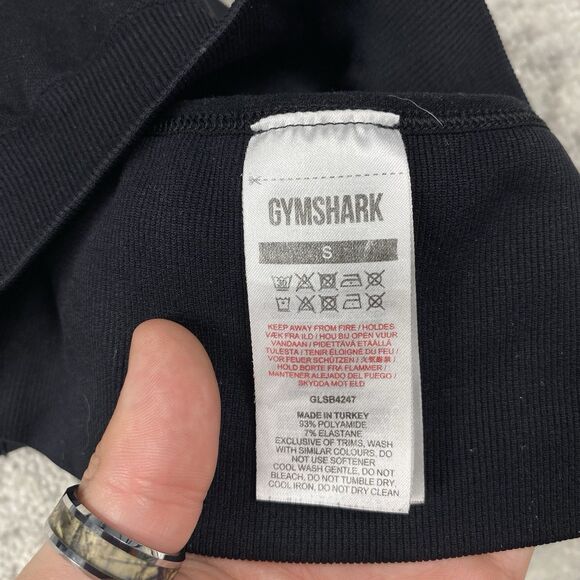 GYMSHARK
S
30
KEEP AWAY FROM FIRE / HOLDES
VÆK FRA ILD / HOU BIJ OPEN VUUR
VANDAAN / PIDETTÄVÄ ETÄÄLLÄ
TULESTA / TENIR ÉLOIGNÉ DU FEU /
VOR FEUER SCHÜTZEN / 火気厳禁 /
HOLD BORTE FRA FLAMMER /
MANTENER ALEJADO DEL FUEGO /
SKYDDA MOT ELD
GLSB4247
MADE IN TURKEY
93% POLYAMIDE
7% ELASTANE
EXCLUSIVE OF TRIMS, WASH
WITH SIMILAR COLOURS, DO
NOT USE SOFTENER
COOL WASH GENTLE, DO NOT
BLEACH, DO NOT TUMBLE DRY,
COOL IRON, DO NOT DRY CLEAN